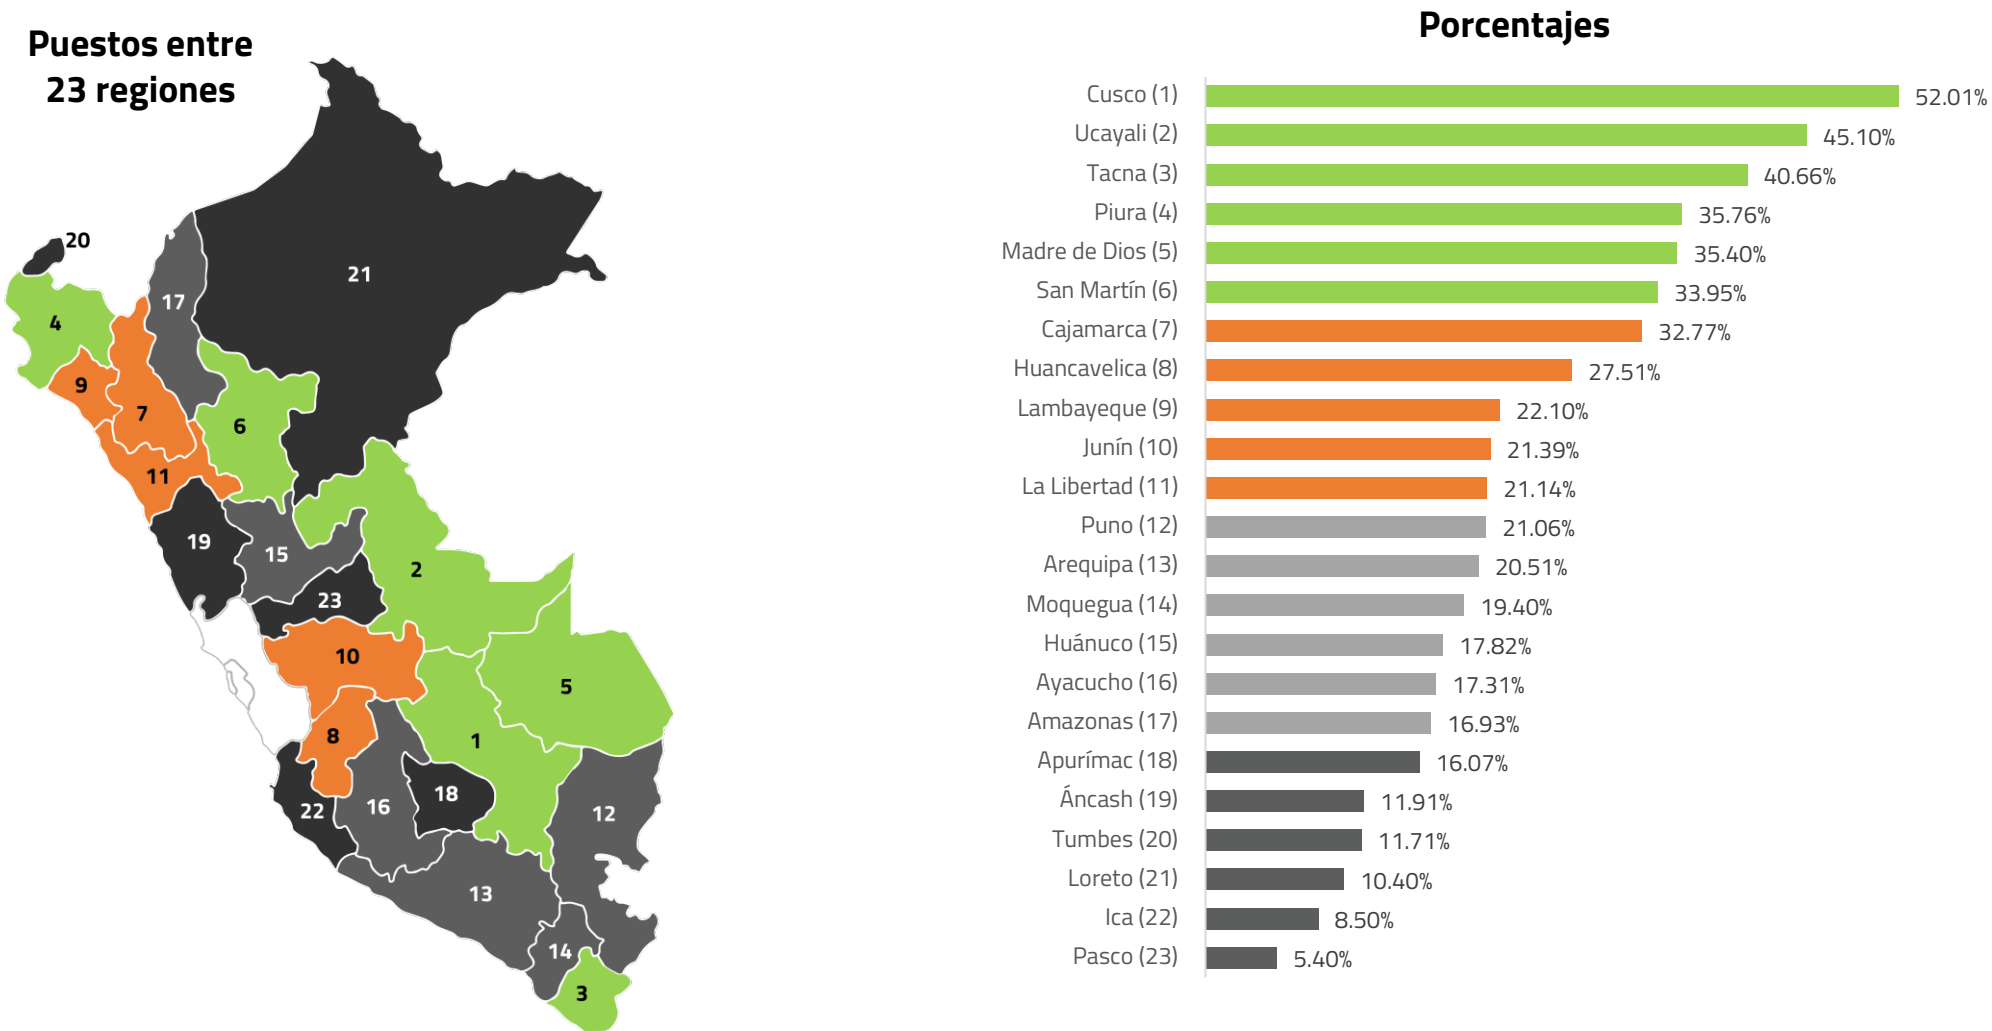 Puestos entre
23 regiones
20
21
17
4
9
7
6
11
19
15
2
23
10
5
8
1
18
22
16
12
13
14
3
Porcentajes
Cusco (1) 52.01%
Ucayali (2) 45.10%
Tacna (3) 40.66%
Piura (4) 35.76%
Madre de Dios (5) 35.40%
San Martín (6) 33.95%
Cajamarca (7) 32.77%
Huancavelica (8) 27.51%
Lambayeque (9) 22.10%
Junín (10) 21.39%
La Libertad (11) 21.14%
Puno (12) 21.06%
Arequipa (13) 20.51%
Moquegua (14) 19.40%
Huánuco (15) 17.82%
Ayacucho (16) 17.31%
Amazonas (17) 16.93%
Apurímac (18) 16.07%
Áncash (19) 11.91%
Tumbes (20) 11.71%
Loreto (21) 10.40%
Ica (22) 8.50%
Pasco (23) 5.40%